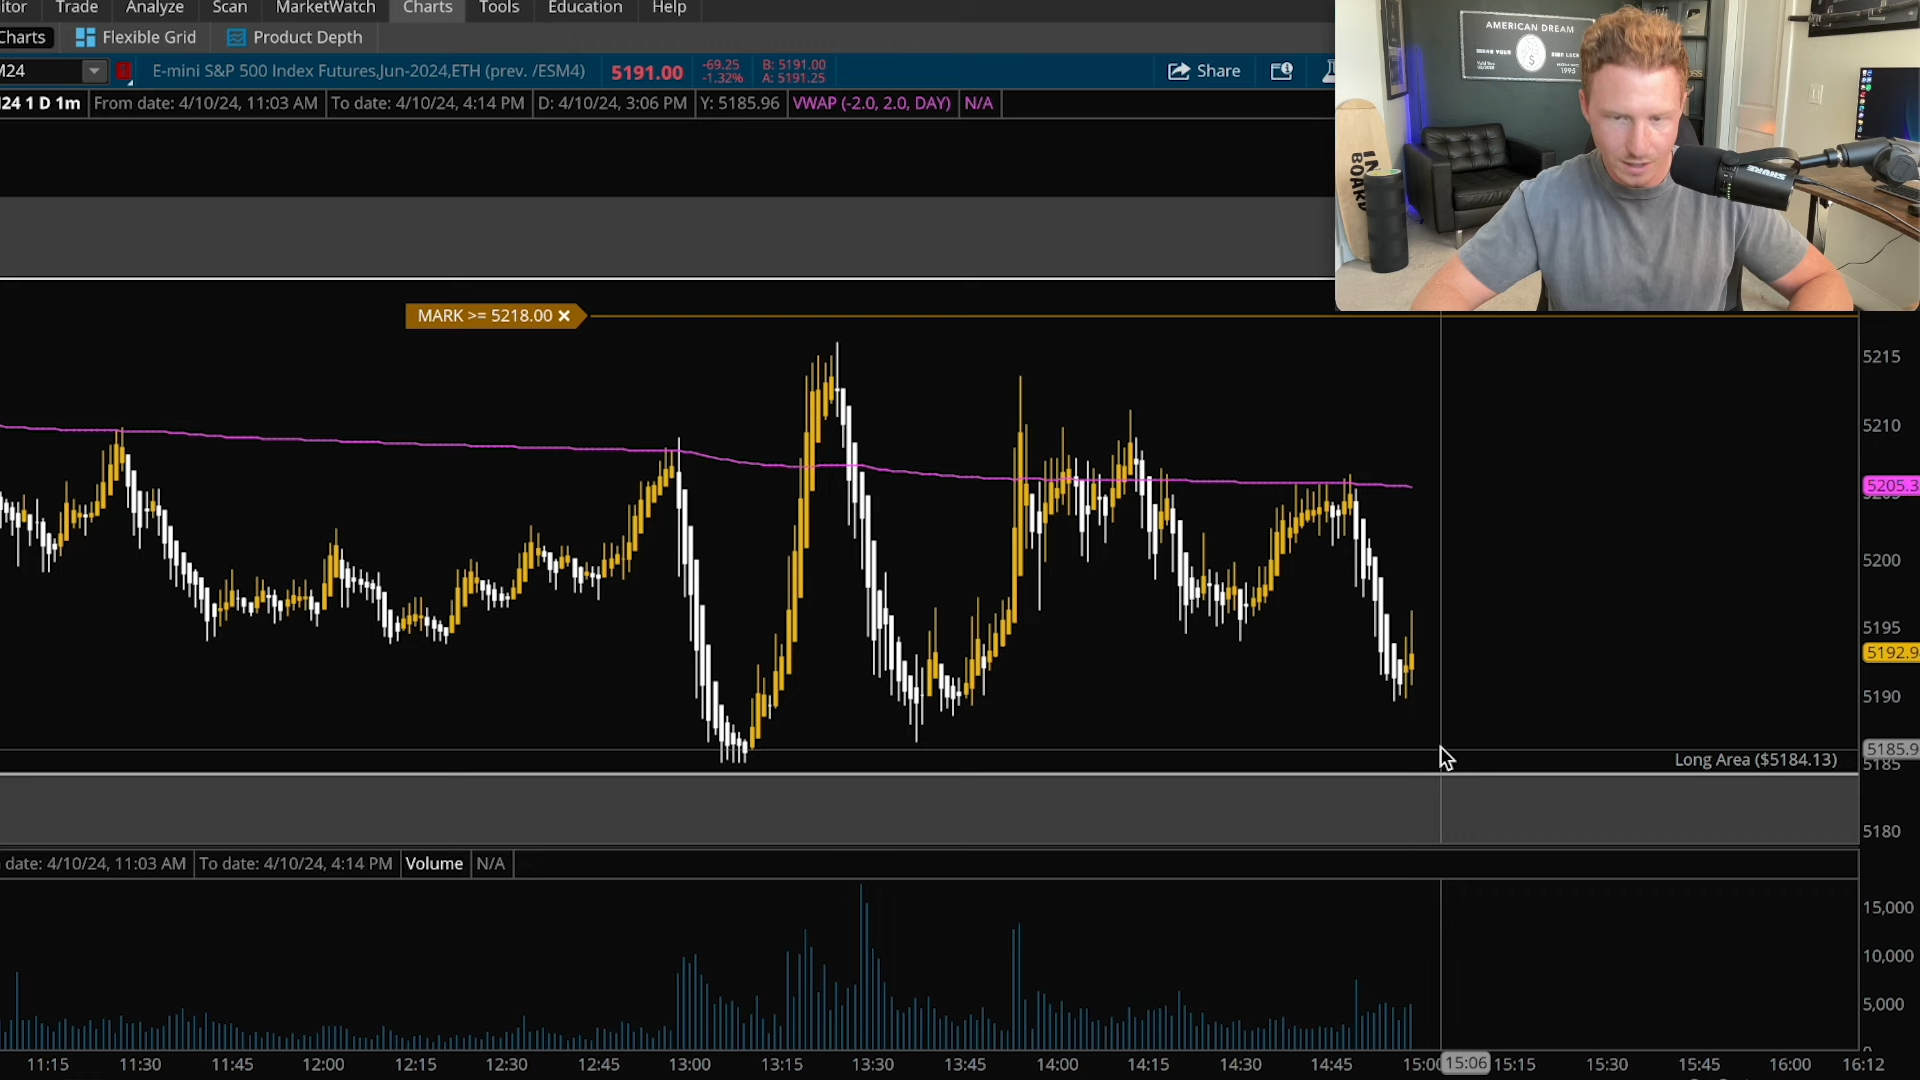 itor Trade Analyze Scan MarketWatch Charts Tools Education Help
Charts Flexible Grid Product Depth
M24 E-mini S&P 500 Index Futures,Jun-2024,ETH (prev. /ESM4) 5191.00 -69.25 B: 5191.00 Share
-1.32% A: 5191.25
24 1 D 1m From date: 4/10/24, 11:03 AM To date: 4/10/24, 4:14 PM D: 4/10/24, 3:06 PM Y: 5185.96 VWAP (-2.0, 2.0, DAY) N/A
AMERICAN DREAM
1995
IN
BOARD
SHURE
MARK >= 5218.00
5215
5210
5205.3
5200
5195
5192.9
5190
5185.9
5185
Long Area ($5184.13)
5180
date: 4/10/24, 11:03 AM To date: 4/10/24, 4:14 PM Volume N/A
15,000
10,000
5,000
11:15 11:30 11:45 12:00 12:15 12:30 12:45 13:00 13:15 13:30 13:45 14:00 14:15 14:30 14:45 15:00 15:06 15:15 15:30 15:45 16:00 16:12